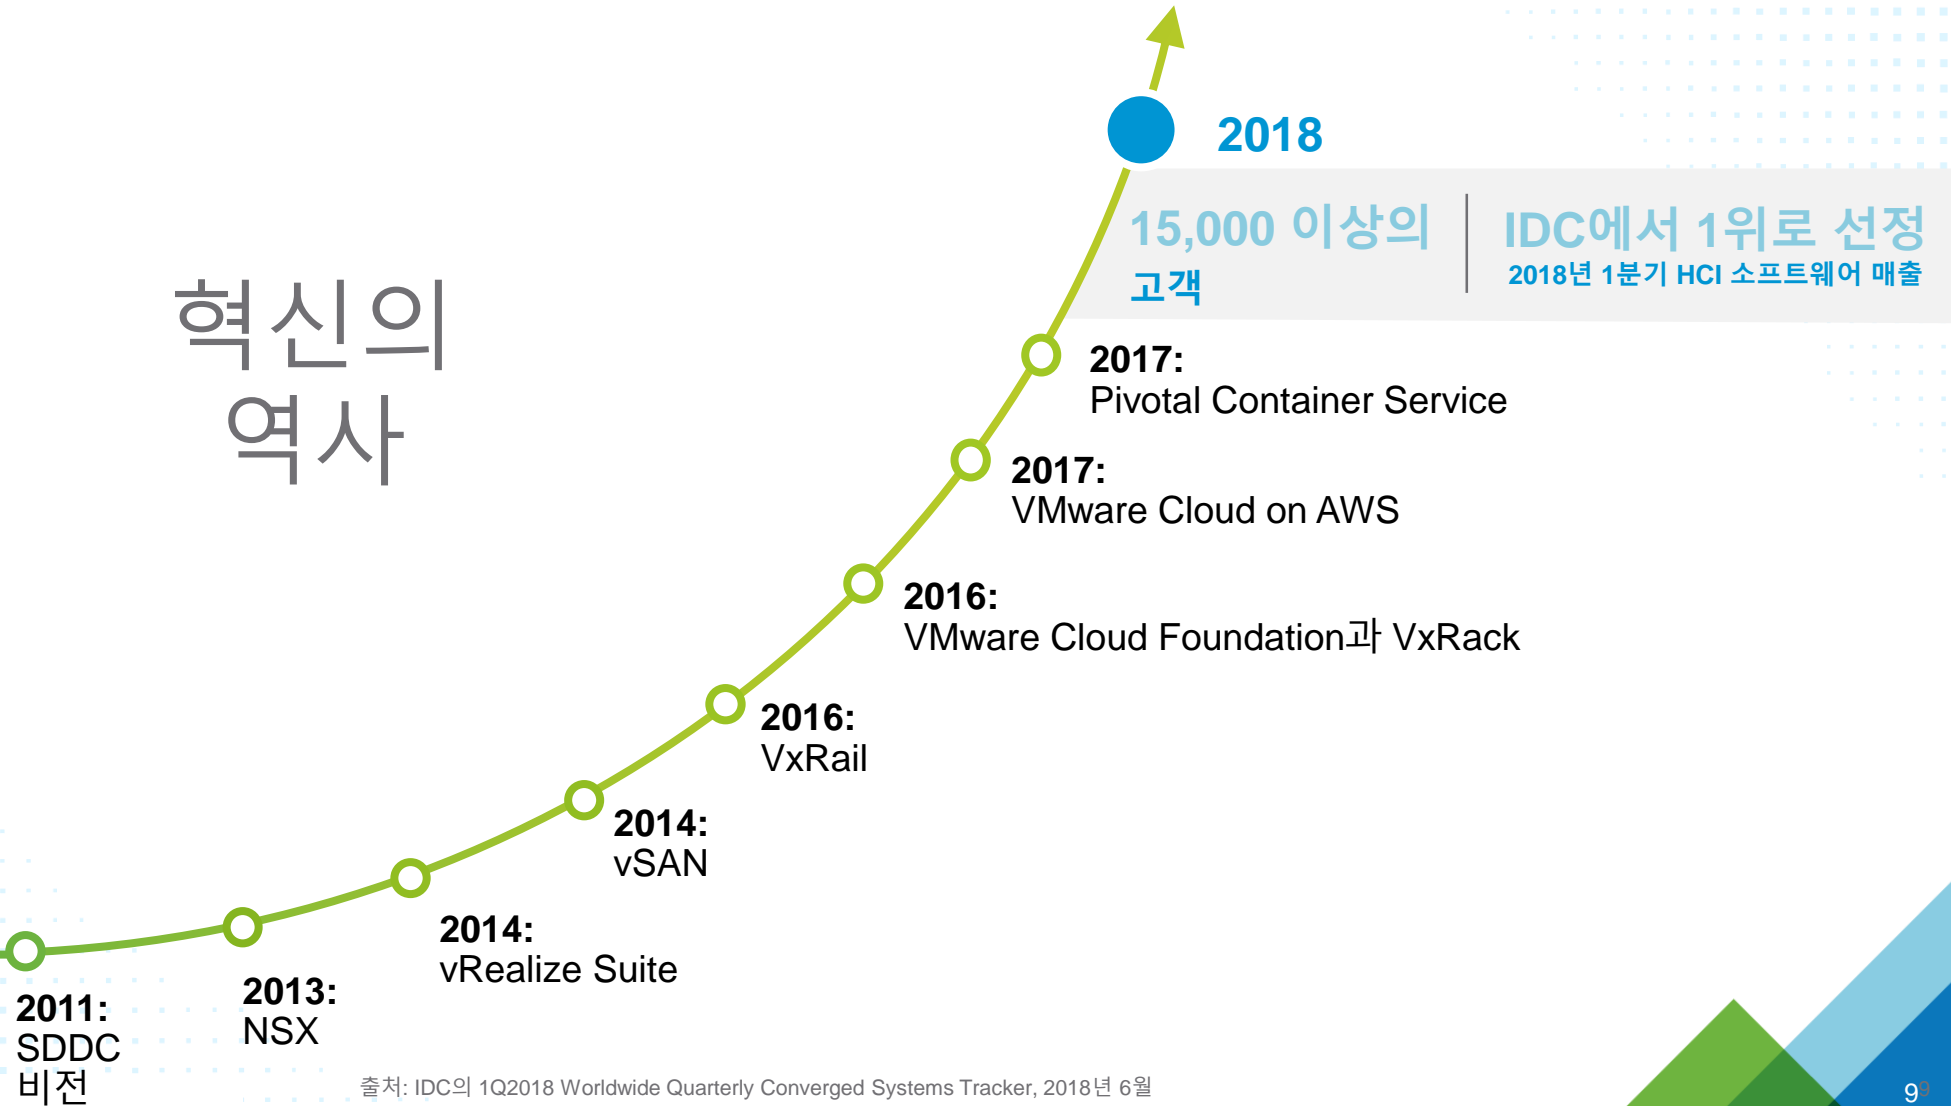 혁신의
역사
2018
15,000 이상의
고객
IDC에서 1위로 선정
2018년 1분기 HCI 소프트웨어 매출
2017:
Pivotal Container Service
2017:
VMware Cloud on AWS
2016:
VMware Cloud Foundation과 VxRack
2016:
VxRail
2014:
vSAN
2014:
vRealize Suite
2013:
NSX
2011:
SDDC
비전
출처: IDC의 1Q2018 Worldwide Quarterly Converged Systems Tracker, 2018년 6월
9 9